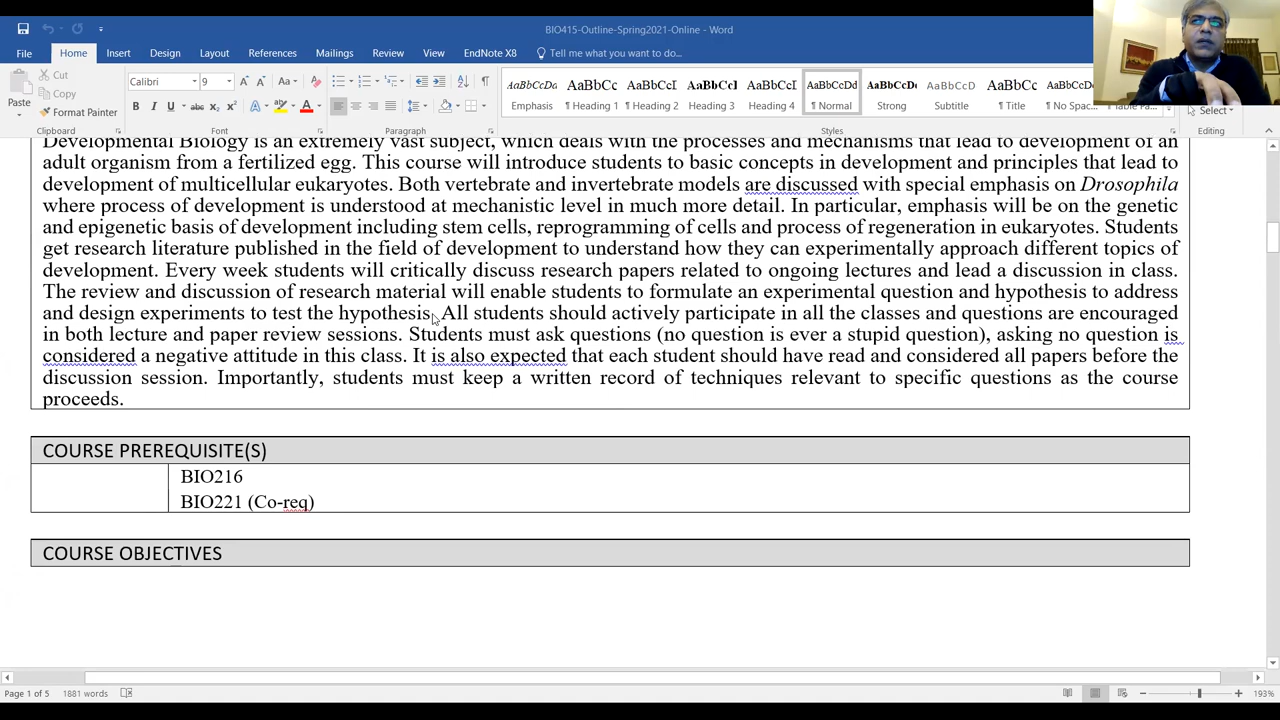 BIO415-Outline-Spring2021-Online - Word
File Home Insert Design Layout References Mailings Review View EndNote X8 Tell me what you want to do...
Cut
Copy
Format Painter
Paste
Calibri 9
AaBbCcDc AaBbCc AaBbCcI AaBbCcI AaBbCcI AaBbCcDd AaBbCcDc AaBbCcD AaBbCc
Emphasis ¶ Heading 1 ¶ Heading 2 Heading 3 Heading 4 ¶ Normal Strong Subtitle ¶ Title ¶ No Spac...
Select
Clipboard Font Paragraph Styles Editing
Developmental Biology is an extremely vast subject, which deals with the processes and mechanisms that lead to development of an
adult organism from a fertilized egg. This course will introduce students to basic concepts in development and principles that lead to
development of multicellular eukaryotes. Both vertebrate and invertebrate models are discussed with special emphasis on Drosophila
where process of development is understood at mechanistic level in much more detail. In particular, emphasis will be on the genetic
and epigenetic basis of development including stem cells, reprogramming of cells and process of regeneration in eukaryotes. Students
get research literature published in the field of development to understand how they can experimentally approach different topics of
development. Every week students will critically discuss research papers related to ongoing lectures and lead a discussion in class.
The review and discussion of research material will enable students to formulate an experimental question and hypothesis to address
and design experiments to test the hypothesis. All students should actively participate in all the classes and questions are encouraged
in both lecture and paper review sessions. Students must ask questions (no question is ever a stupid question), asking no question is
considered a negative attitude in this class. It is also expected that each student should have read and considered all papers before the
discussion session. Importantly, students must keep a written record of techniques relevant to specific questions as the course
proceeds.
COURSE PREREQUISITE(S)
BIO216
BIO221 (Co-req)
COURSE OBJECTIVES
Page 1 of 5 1881 words 193%